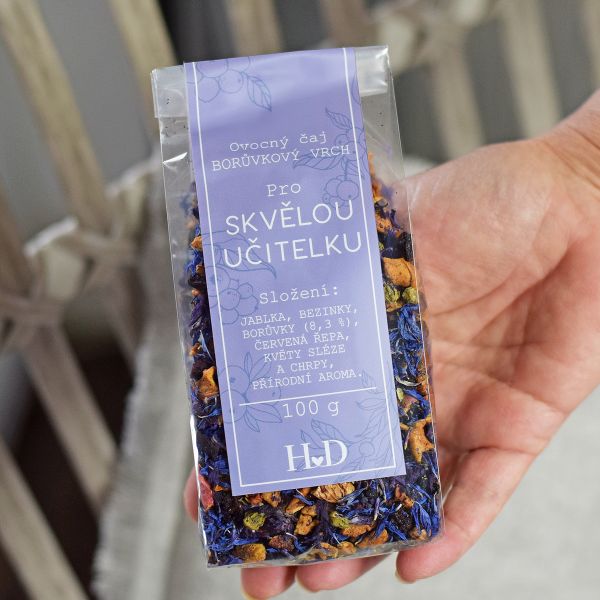 Ovocný čaj
BORŮVKOVÝ VRCH
Pro
SKVĚLOU
UČITELKU
Složení:
JABLKA, BEZINKY,
BORŮVKY (8,3 %),
ČERVENÁ ŘEPA,
KVĚTY SLÉZE
A CHRPY,
PŘÍRODNÍ AROMA.
100 g
H♥D